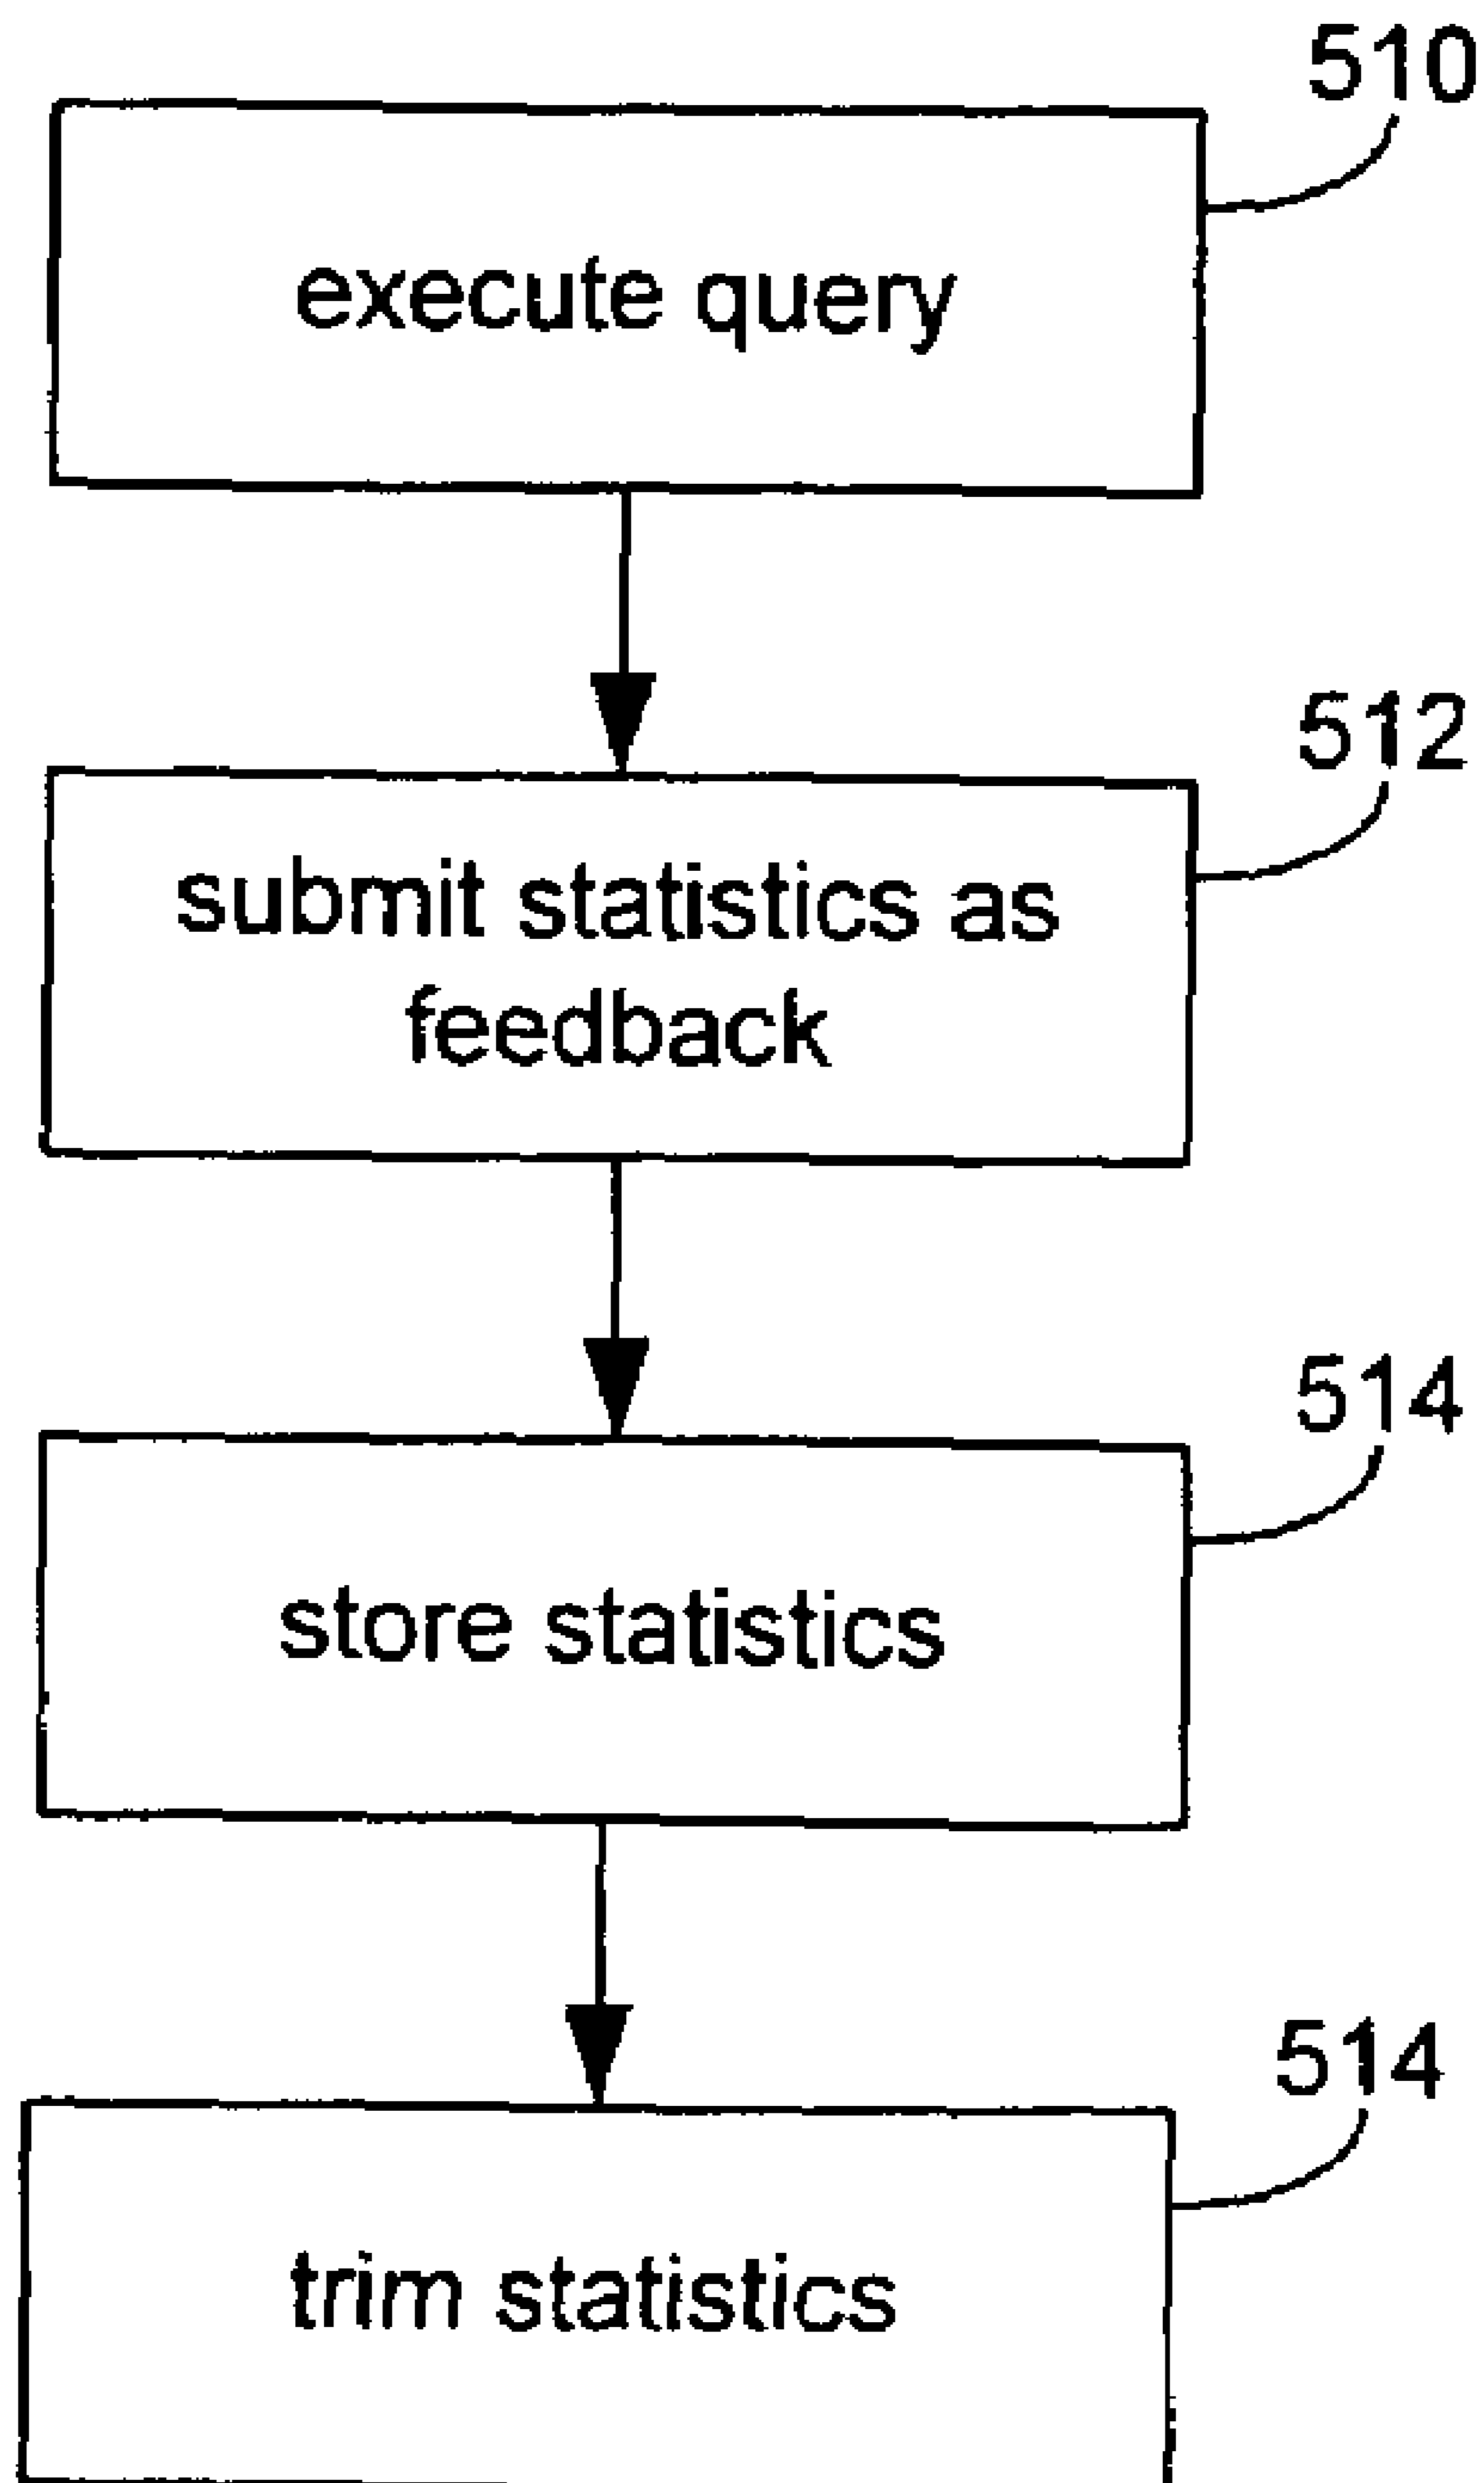 510
execute query
512
submit statistics as
feedback
514
store statistics
514
trim statistics